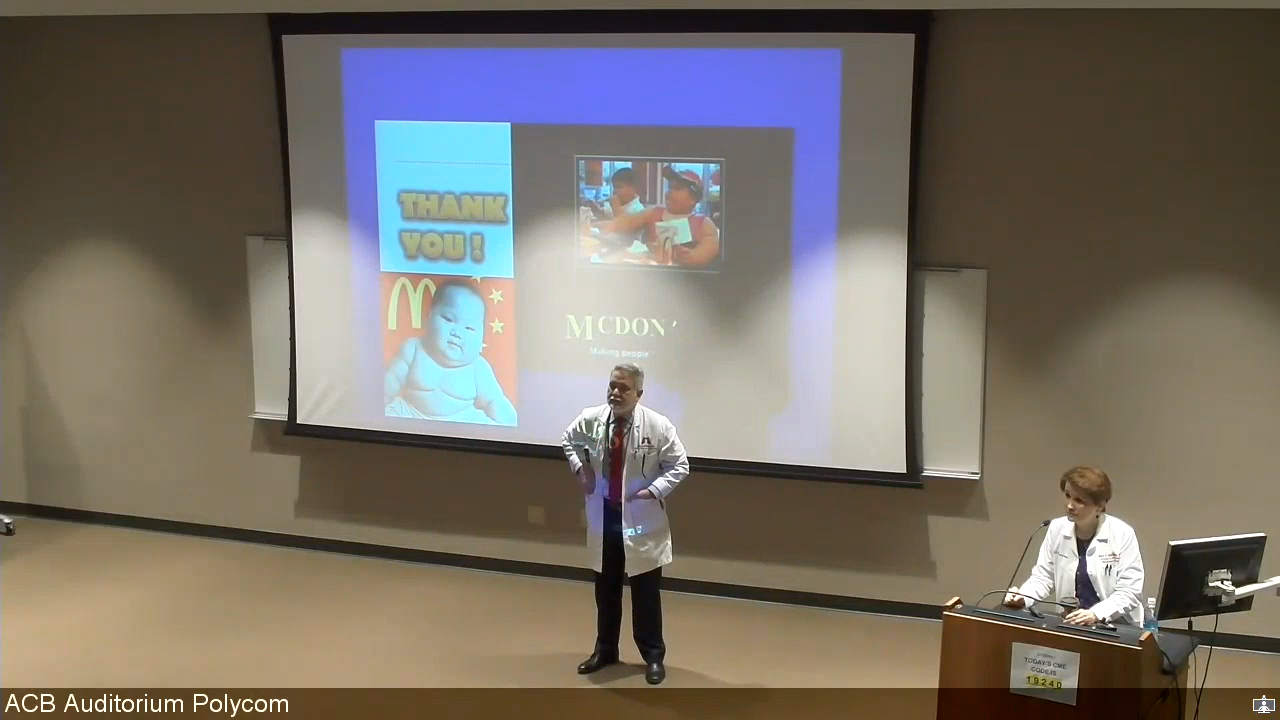 THANK
YOU !
MCDON'
Making people
TODAY'S CME
CODE IS
19240
ACB Auditorium Polycom